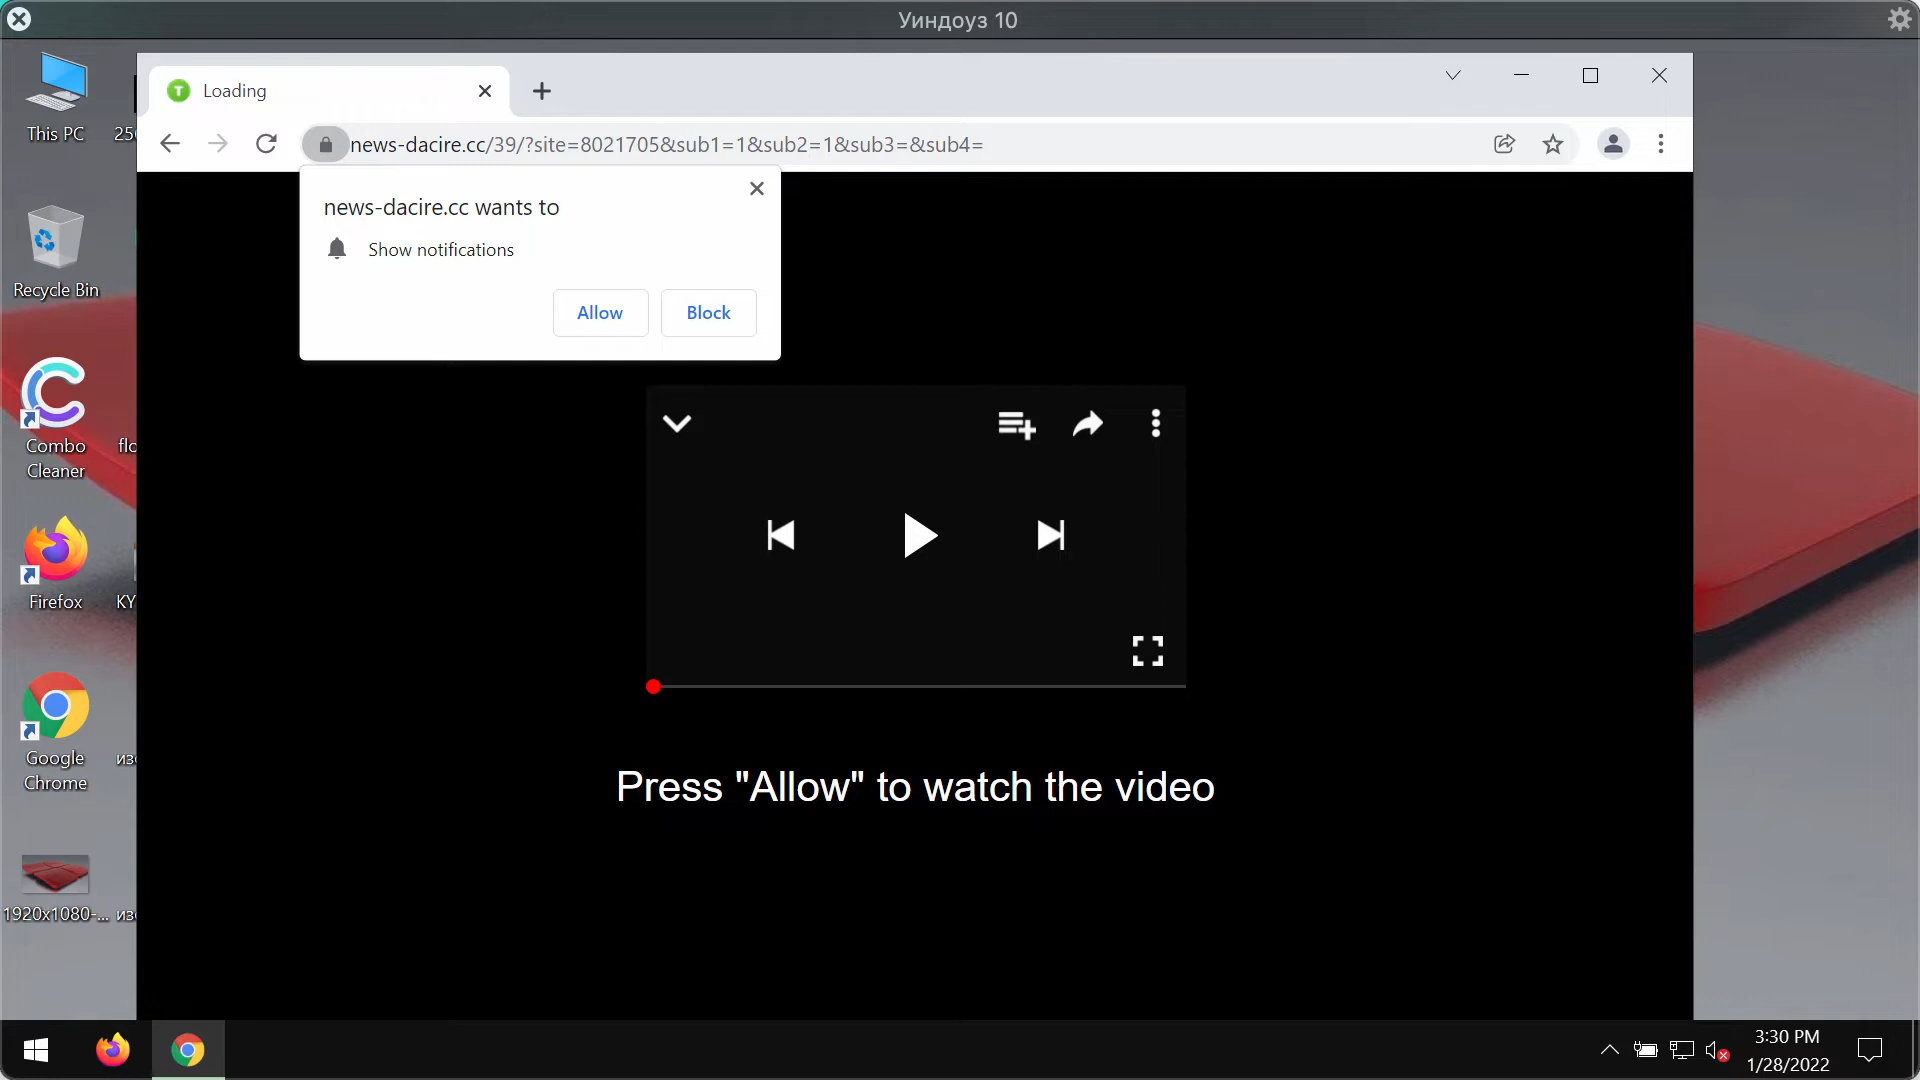 Уиндоуз 10
Loading
news-dacire.cc/39/?site=8021705&sub1=1&sub2=1&sub3=&sub4=
news-dacire.cc wants to
Show notifications
Allow
Block
Press "Allow" to watch the video
This PC
Recycle Bin
Combo
Cleaner
Firefox
KY
Google
Chrome
1920x1080-...
3:30 PM
1/28/2022